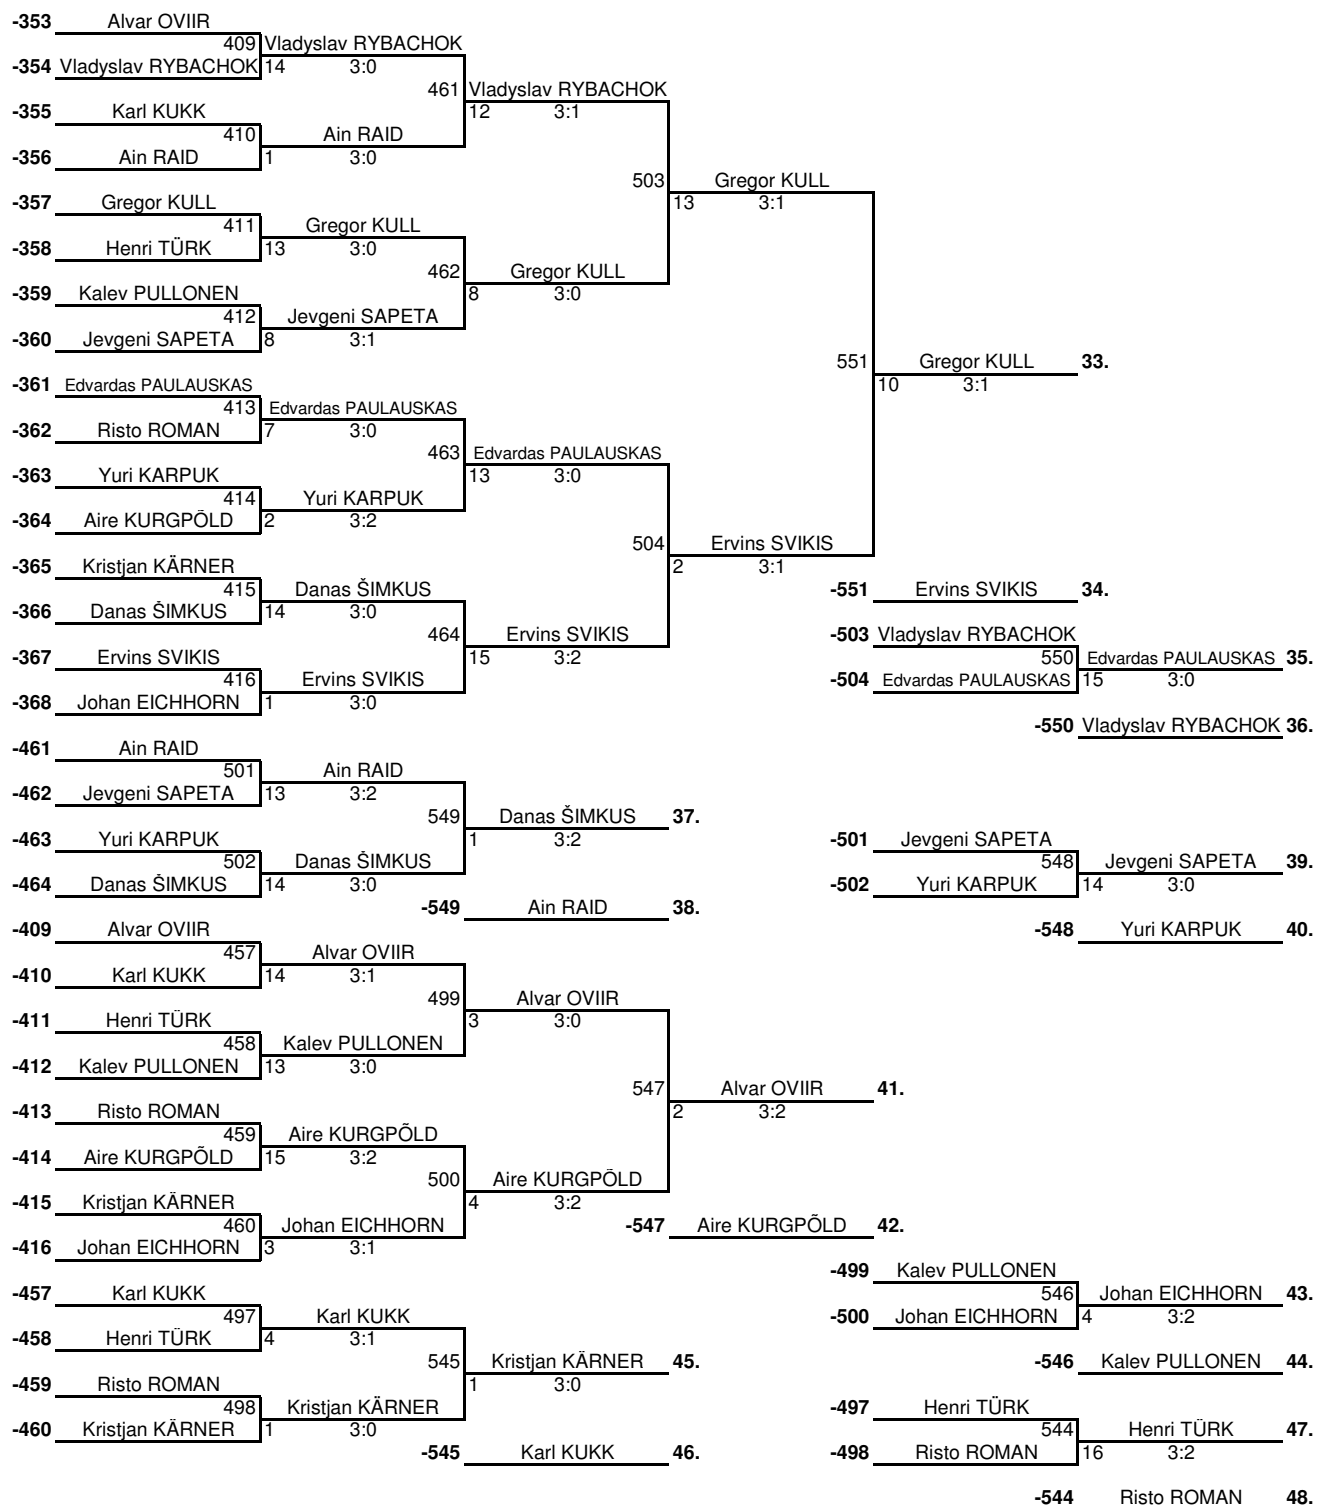 -353 Alvar OVIIR
409 Vladyslav RYBACHOK
-354 Vladyslav RYBACHOK 14 3:0
461 Vladyslav RYBACHOK
-355 Karl KUKK 12 3:1
410 Ain RAID
-356 Ain RAID 1 3:0
503 Gregor KULL
-357 Gregor KULL 13 3:1
411 Gregor KULL
-358 Henri TÜRK 13 3:0
462 Gregor KULL
-359 Kalev PULLONEN 8 3:0
412 Jevgeni SAPETA
-360 Jevgeni SAPETA 8 3:1
551 Gregor KULL 33.
-361 Edvardas PAULAUSKAS 10 3:1
413 Edvardas PAULAUSKAS
-362 Risto ROMAN 7 3:0
463 Edvardas PAULAUSKAS
-363 Yuri KARPUK 13 3:0
414 Yuri KARPUK
-364 Aire KURGPÕLD 2 3:2
504 Ervins SVIKIS
-365 Kristjan KÄRNER 2 3:1
415 Danas ŠIMKUS -551 Ervins SVIKIS 34.
-366 Danas ŠIMKUS 14 3:0
464 Ervins SVIKIS -503 Vladyslav RYBACHOK
-367 Ervins SVIKIS 15 3:2 550 Edvardas PAULAUSKAS 35.
416 Ervins SVIKIS -504 Edvardas PAULAUSKAS 15 3:0
-368 Johan EICHHORN 1 3:0
-550 Vladyslav RYBACHOK 36.
-461 Ain RAID
501 Ain RAID
-462 Jevgeni SAPETA 13 3:2
549 Danas ŠIMKUS 37.
-463 Yuri KARPUK 1 3:2 -501 Jevgeni SAPETA
502 Danas ŠIMKUS 548 Jevgeni SAPETA 39.
-464 Danas ŠIMKUS 14 3:0 -502 Yuri KARPUK 14 3:0
-549 Ain RAID 38.
-409 Alvar OVIIR -548 Yuri KARPUK 40.
457 Alvar OVIIR
-410 Karl KUKK 14 3:1
499 Alvar OVIIR
-411 Henri TÜRK 3 3:0
458 Kalev PULLONEN
-412 Kalev PULLONEN 13 3:0
547 Alvar OVIIR 41.
-413 Risto ROMAN 2 3:2
459 Aire KURGPÕLD
-414 Aire KURGPÕLD 15 3:2
500 Aire KURGPÕLD
-415 Kristjan KÄRNER 4 3:2
460 Johan EICHHORN -547 Aire KURGPÕLD 42.
-416 Johan EICHHORN 3 3:1
-499 Kalev PULLONEN
-457 Karl KUKK 546 Johan EICHHORN 43.
497 Karl KUKK -500 Johan EICHHORN 4 3:2
-458 Henri TÜRK 4 3:1
545 Kristjan KÄRNER 45. -546 Kalev PULLONEN 44.
-459 Risto ROMAN 1 3:0
498 Kristjan KÄRNER -497 Henri TÜRK
-460 Kristjan KÄRNER 1 3:0 544 Henri TÜRK 47.
-545 Karl KUKK 46. -498 Risto ROMAN 16 3:2
-544 Risto ROMAN 48.